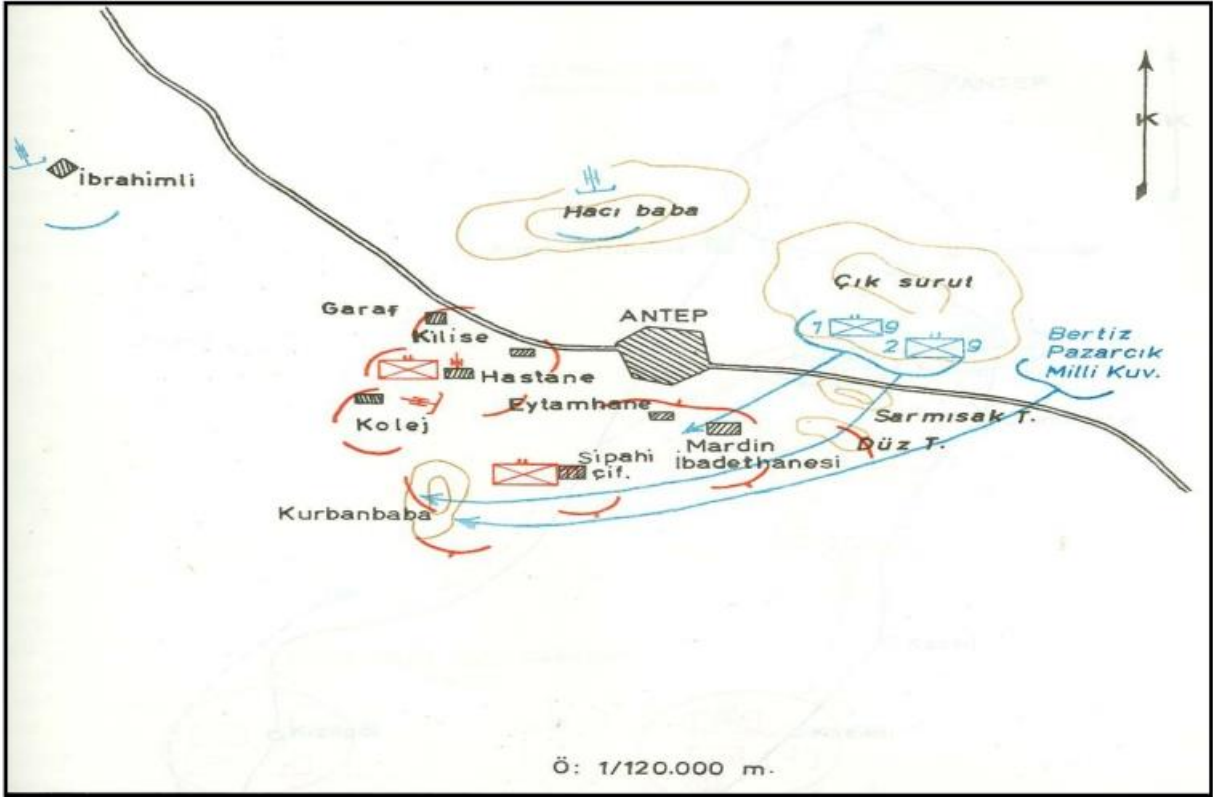 K
İbrahimli
Hacı baba
Çık surut
Garaf
Kilise
ANTEP
1 9
2 9
Bertiz
Pazarcık
Milli Kuv.
Hastane
Eytamhane
Kolej
Sarmısak T.
Düz T.
Mardin
İbadethanesi
Sipahi
çif.
Kurbanbaba
Ö: 1/120.000 m.